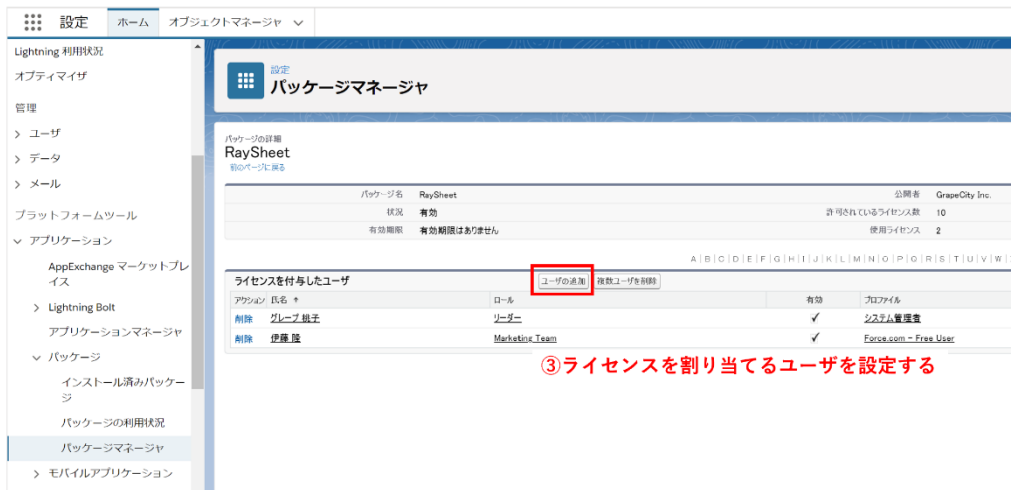 設定
ホーム
オブジェクトマネージャ
Lightning 利用状況
オプティマイザ
管理
ユーザ
データ
メール
プラットフォームツール
アプリケーション
AppExchange マーケットプレ
イス
Lightning Bolt
アプリケーションマネージャ
パッケージ
インストール済みパッケー
ジ
パッケージの利用状況
パッケージマネージャ
モバイルアプリケーション
設定
パッケージマネージャ
パッケージの詳細
RaySheet
前のページに戻る
パッケージ名 RaySheet 公開者 GrapeCity Inc.
状況 有効 許可されているライセンス数 10
有効期限 有効期限はありません 使用ライセンス 2
A | B | C | D | E | F | G | H | I | J | K | L | M | N | O | P | Q | R | S | T | U | V | W |
ライセンスを付与したユーザ ユーザの追加 複数ユーザを削除
アクション 氏名 ↑ ロール 有効 プロファイル
削除 グレープ 桃子 リーダー ✓ システム管理者
削除 伊藤 隆 Marketing Team ✓ Force.com - Free User
③ライセンスを割り当てるユーザを設定する